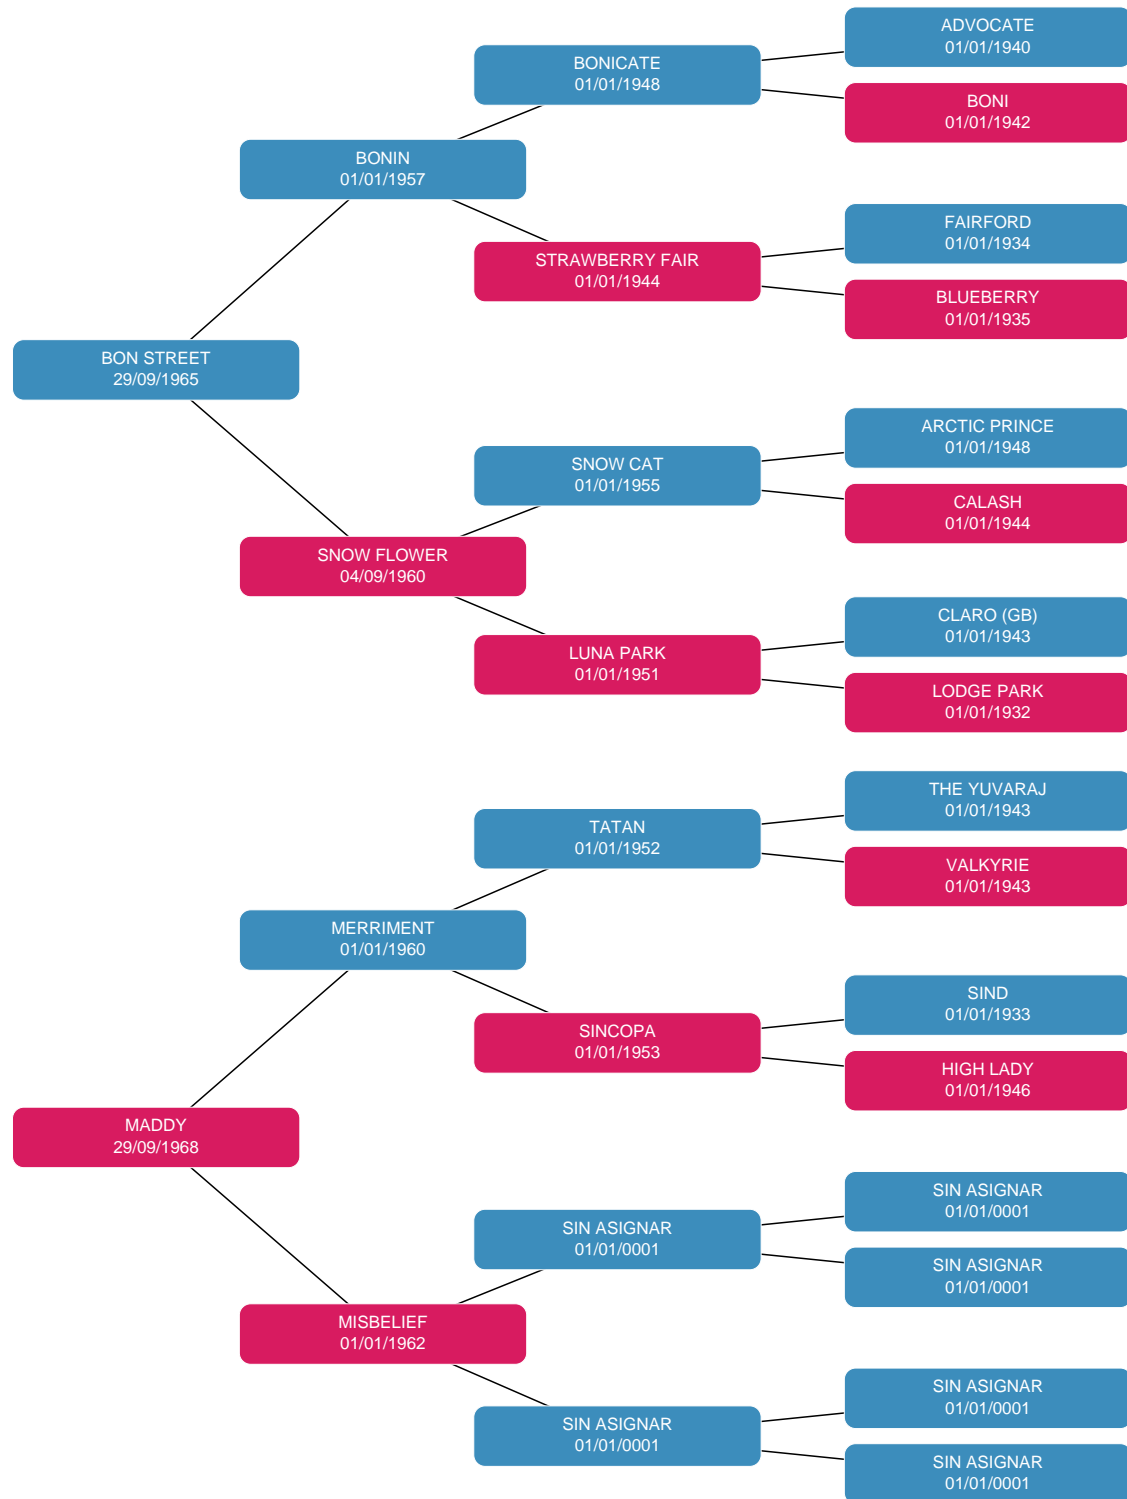 ADVOCATE
01/01/1940
BONICATE
01/01/1948
BONI
01/01/1942
BONIN
01/01/1957
FAIRFORD
01/01/1934
STRAWBERRY FAIR
01/01/1944
BLUEBERRY
01/01/1935
BON STREET
29/09/1965
ARCTIC PRINCE
01/01/1948
SNOW CAT
01/01/1955
CALASH
01/01/1944
SNOW FLOWER
04/09/1960
CLARO (GB)
01/01/1943
LUNA PARK
01/01/1951
LODGE PARK
01/01/1932
THE YUVARAJ
01/01/1943
TATAN
01/01/1952
VALKYRIE
01/01/1943
MERRIMENT
01/01/1960
SIND
01/01/1933
SINCOPA
01/01/1953
HIGH LADY
01/01/1946
MADDY
29/09/1968
SIN ASIGNAR
01/01/0001
SIN ASIGNAR
01/01/0001
SIN ASIGNAR
01/01/0001
MISBELIEF
01/01/1962
SIN ASIGNAR
01/01/0001
SIN ASIGNAR
01/01/0001
SIN ASIGNAR
01/01/0001